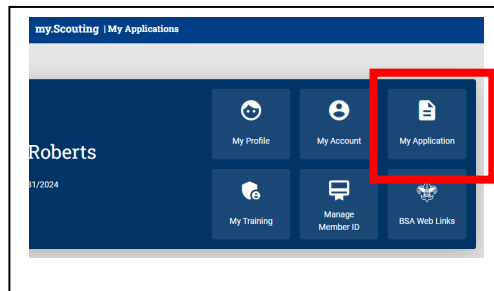 my.Scouting | My Applications
My Profile
My Account
My Application
Roberts
31/2024
My Training
Manage
Member ID
BSA Web Links